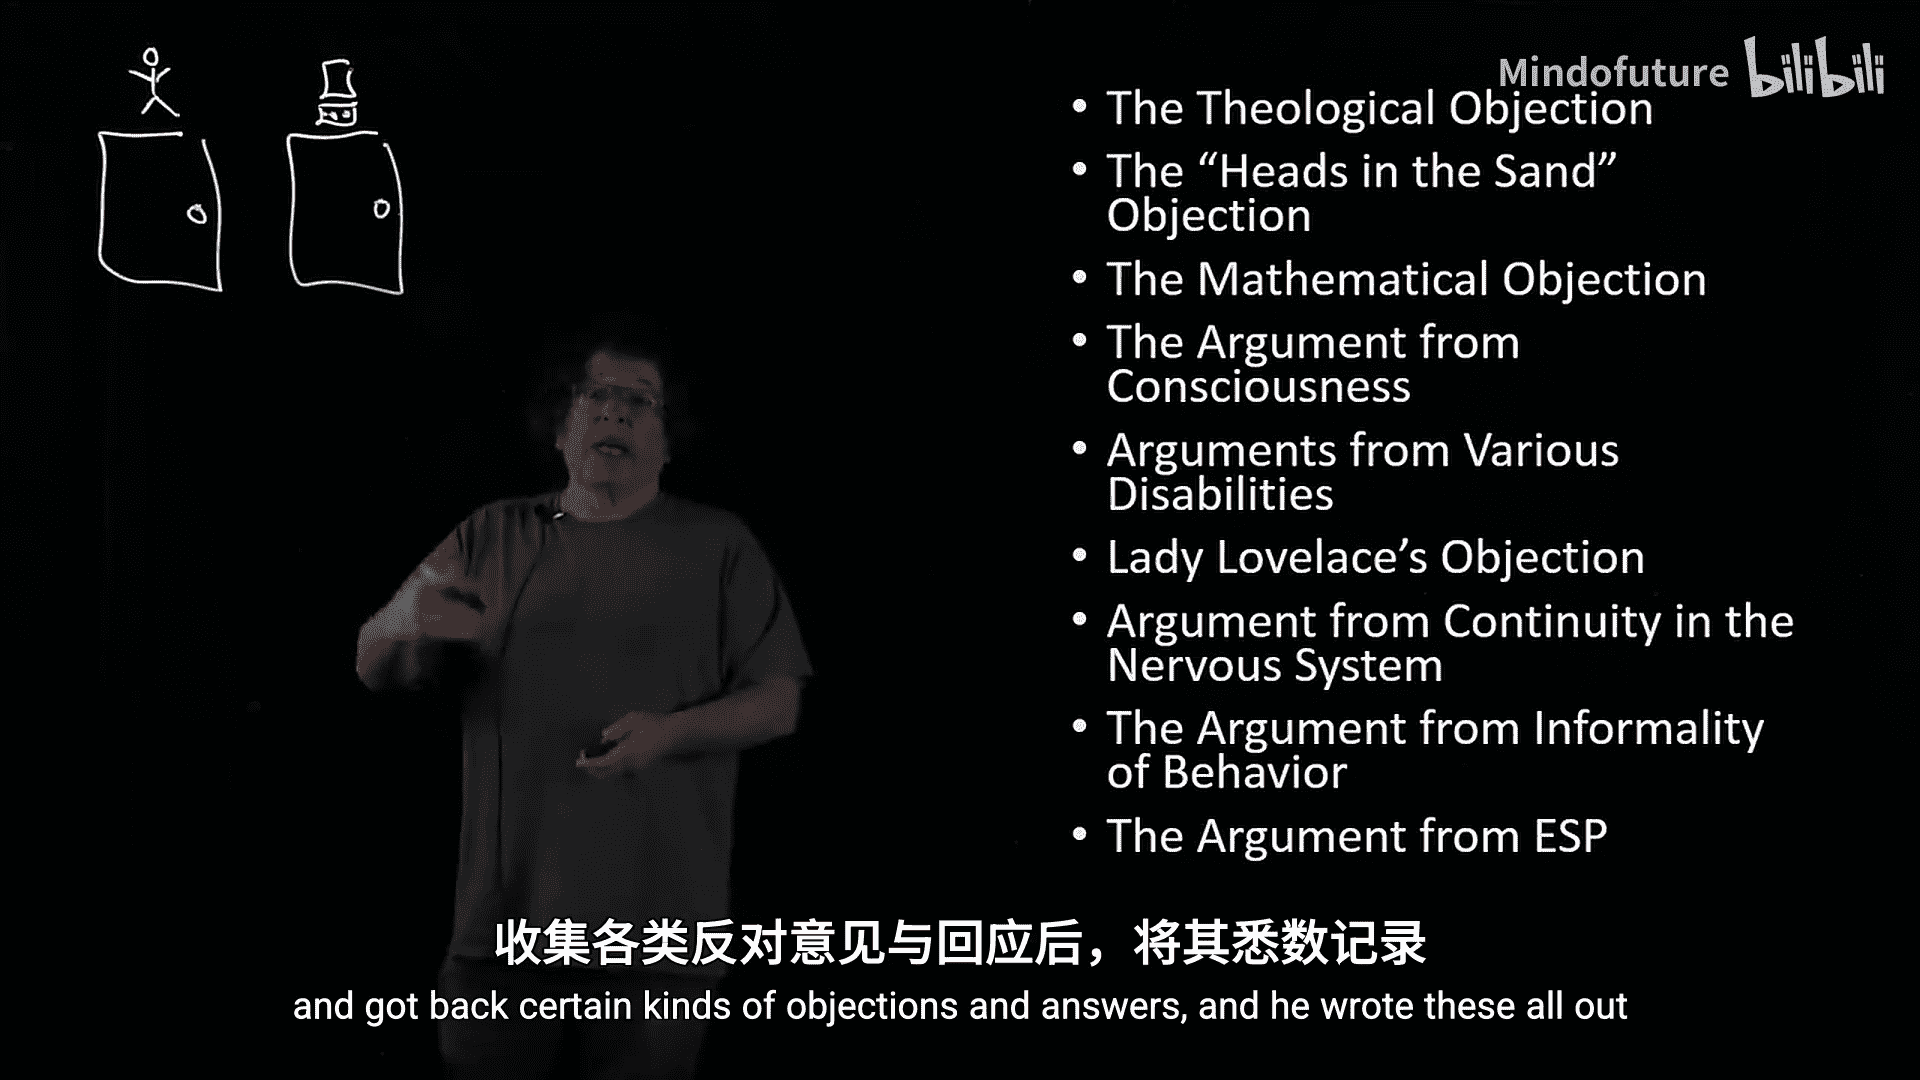 Mindofuture bilibili
• The Theological Objection
• The “Heads in the Sand”
Objection
• The Mathematical Objection
• The Argument from
Consciousness
• Arguments from Various
Disabilities
• Lady Lovelace’s Objection
• Argument from Continuity in the
Nervous System
• The Argument from Informality
of Behavior
• The Argument from ESP
收集各类反对意见与回应后，将其悉数记录
and got back certain kinds of objections and answers, and he wrote these all out